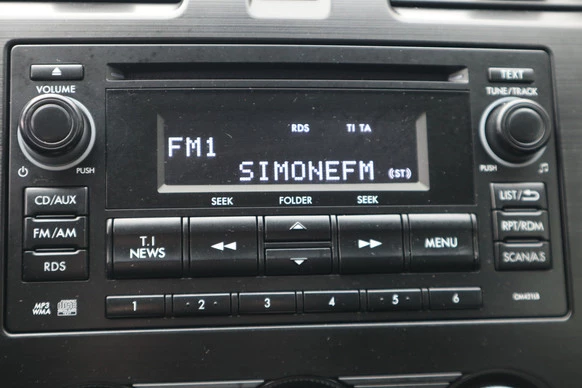 TEXT
VOLUME
TUNE/TRACK
RDS TI TA
FM1
SIMONEFM (ST)
PUSH
PUSH
CD/AUX
SEEK FOLDER SEEK
LIST/
FM/AM
T.I
NEWS
MENU
RPT/RDM
RDS
SCAN/A.S
MP3
WMA
1 2 3 4 5 6